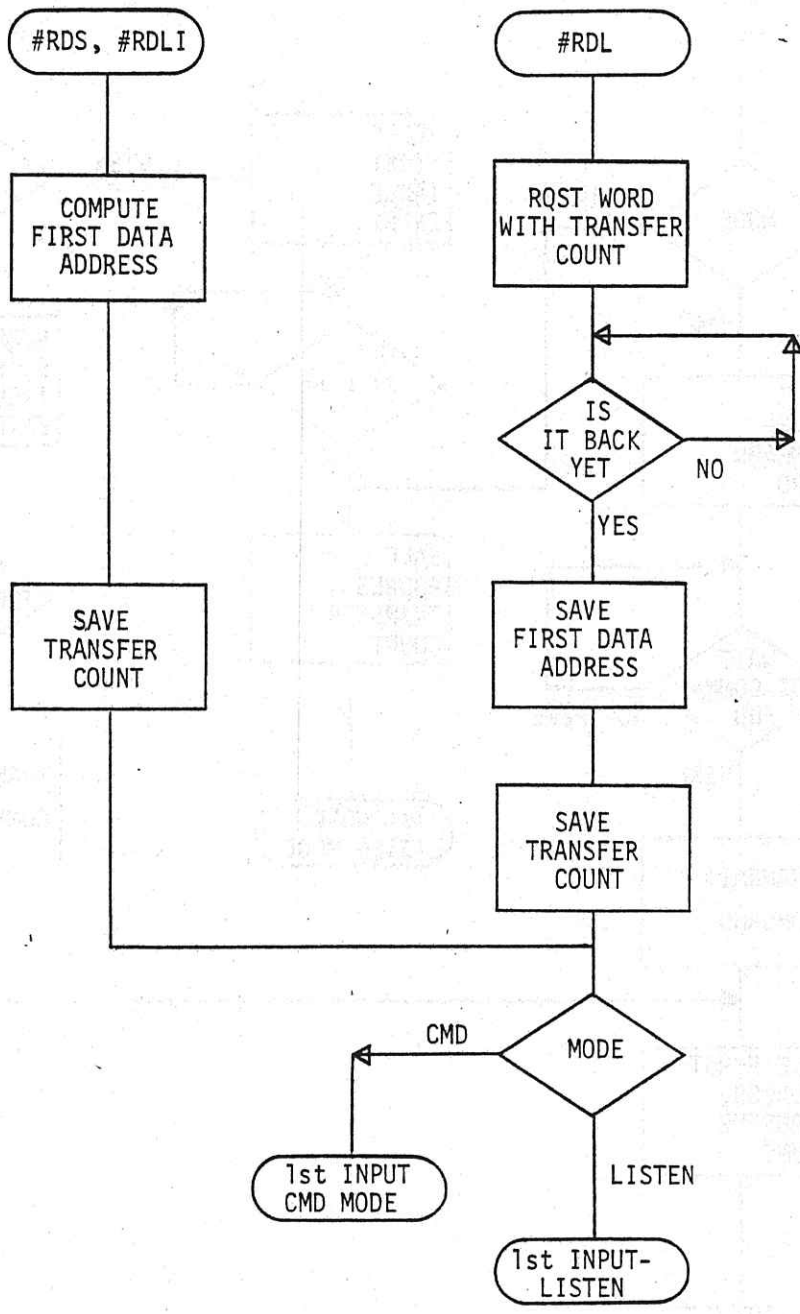 #RDS, #RDLI
#RDL
COMPUTE
FIRST DATA
ADDRESS
RQST WORD
WITH TRANSFER
COUNT
IS
IT BACK
YET
NO
YES
SAVE
TRANSFER
COUNT
SAVE
FIRST DATA
ADDRESS
SAVE
TRANSFER
COUNT
MODE
CMD
LISTEN
1st INPUT
CMD MODE
1st INPUT-
LISTEN